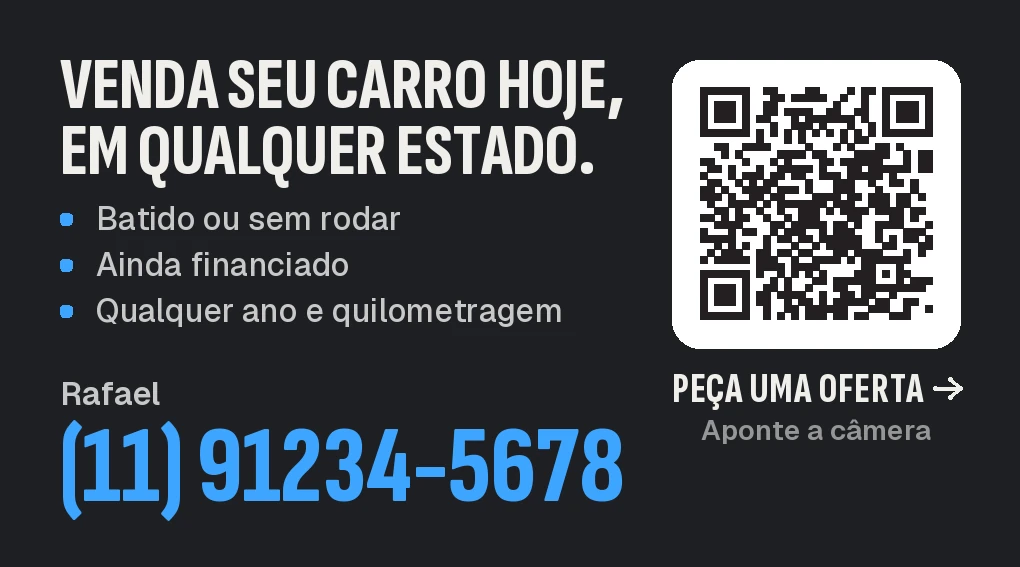 VENDA SEU CARRO HOJE,
EM QUALQUER ESTADO.
Batido ou sem rodar
Ainda financiado
Qualquer ano e quilometragem
Rafael
(11) 91234-5678
PEÇA UMA OFERTA →
Aponte a câmera